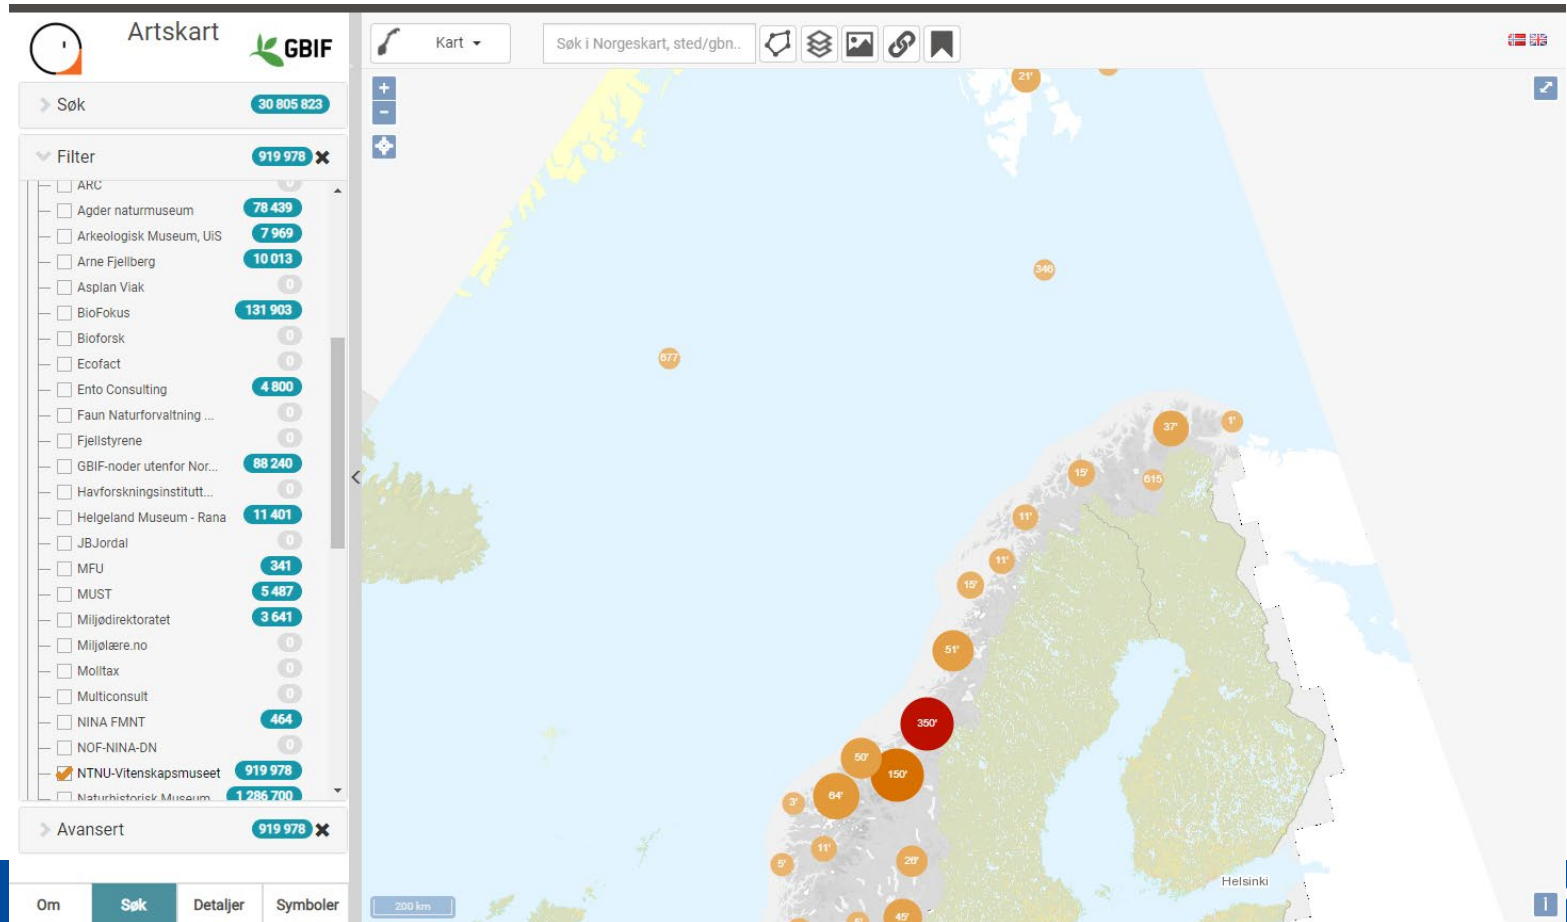 Artskart
GBIF
Søk 30 805 823
Filter 919 978
ARC 0
Agder naturmuseum 78 439
Arkeologisk Museum, UiS 7 969
Arne Fjellberg 10 013
Asplan Viak 0
BioFokus 131 903
Bioforsk 0
Ecofact 0
Ento Consulting 4 800
Faun Naturforvaltning ... 0
Fjellstyrene 0
GBIF-noder utenfor Nor... 88 240
Havforskningsinstitutt... 0
Helgeland Museum - Rana 11 401
JBJordal 0
MFU 341
MUST 5 487
Miljødirektoratet 3 641
Miljølære.no 0
Molltax 0
Multiconsult 0
NINA FMNT 464
NOF-NINA-DN 0
NTNU-Vitenskapsmuseet 919 978
Naturhistorisk Museum 1 286 700
Avansert 919 978
Om Søk Detaljer Symboler
Kart
Søk i Norgeskart, sted/gbn..
+
−
21'
346
677
37'
1'
15'
615
11'
11'
15'
51'
350'
50'
150'
64'
3'
11'
5'
26'
Helsinki
200 km
5'
45'
i